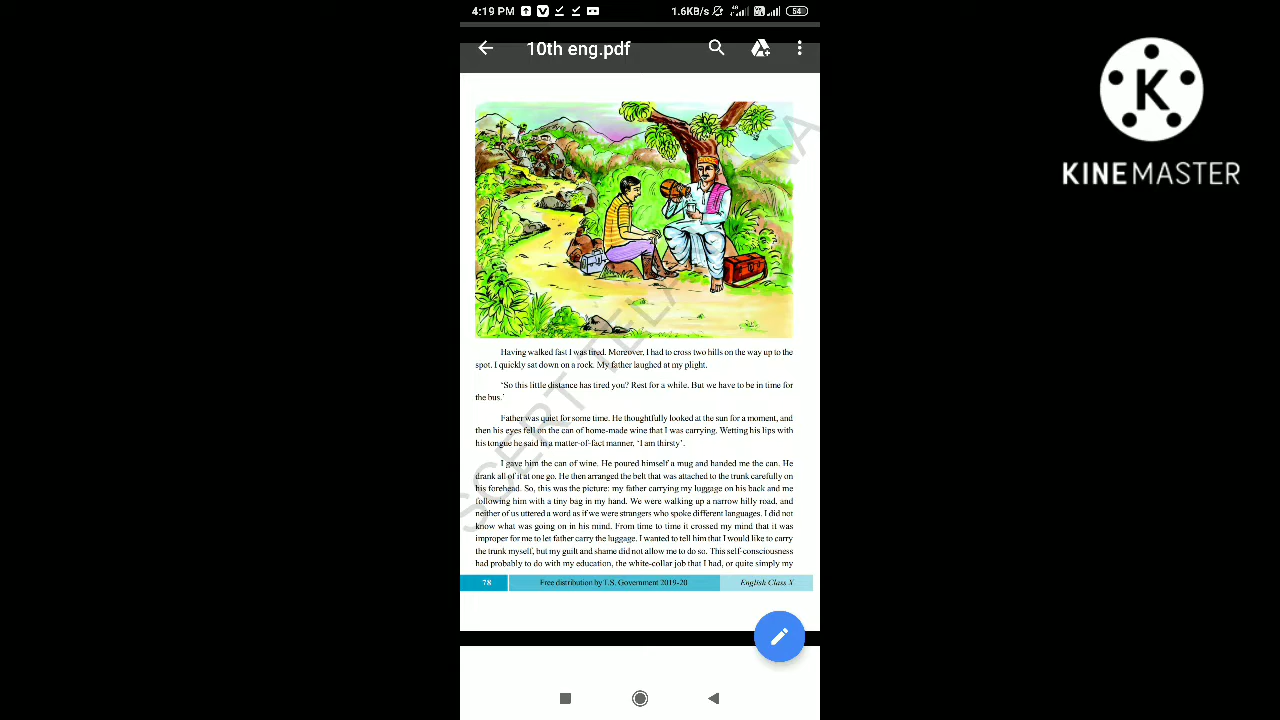 4:19 PM
1.6KB/s
54
10th eng.pdf
K
KINEMASTER
SCERT TELANGANA
Having walked fast I was tired. Moreover, I had to cross two hills on the way up to the
spot. I quickly sat down on a rock. My father laughed at my plight.
'So this little distance has tired you? Rest for a while. But we have to be in time for
the bus.'
Father was quiet for some time. He thoughtfully looked at the sun for a moment, and
then his eyes fell on the can of home-made wine that I was carrying. Wetting his lips with
his tongue he said in a matter-of-fact manner, 'I am thirsty'.
I gave him the can of wine. He poured himself a mug and handed me the can. He
drank all of it at one go. He then arranged the belt that was attached to the trunk carefully on
his forehead. So, this was the picture: my father carrying my luggage on his back and me
following him with a tiny bag in my hand. We were walking up a narrow hilly road, and
neither of us uttered a word as if we were strangers who spoke different languages. I did not
know what was going on in his mind. From time to time it crossed my mind that it was
improper for me to let father carry the luggage. I wanted to tell him that I would like to carry
the trunk myself, but my guilt and shame did not allow me to do so. This self-consciousness
had probably to do with my education, the white-collar job that I had, or quite simply my
78
Free distribution by T.S. Government 2019-20
English Class X